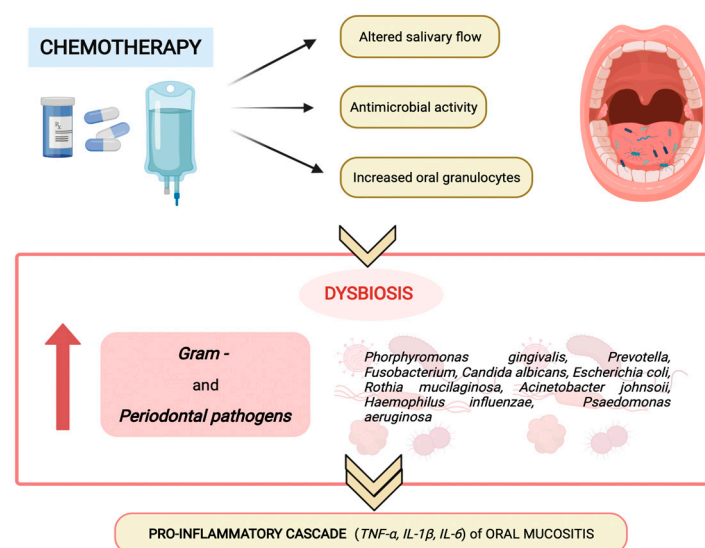 CHEMOTHERAPY
Altered salivary flow
Antimicrobial activity
Increased oral granulocytes
DYSBIOSIS
Gram -
and
Periodontal pathogens
Phorphyromonas gingivalis, Prevotella,
Fusobacterium, Candida albicans, Escherichia coli,
Rothia mucilaginosa, Acinetobacter johnsoii,
Haemophilus influenzae, Psaedomonas
aeruginosa
PRO-INFLAMMATORY CASCADE (TNF-α, IL-1β, IL-6) of ORAL MUCOSITIS